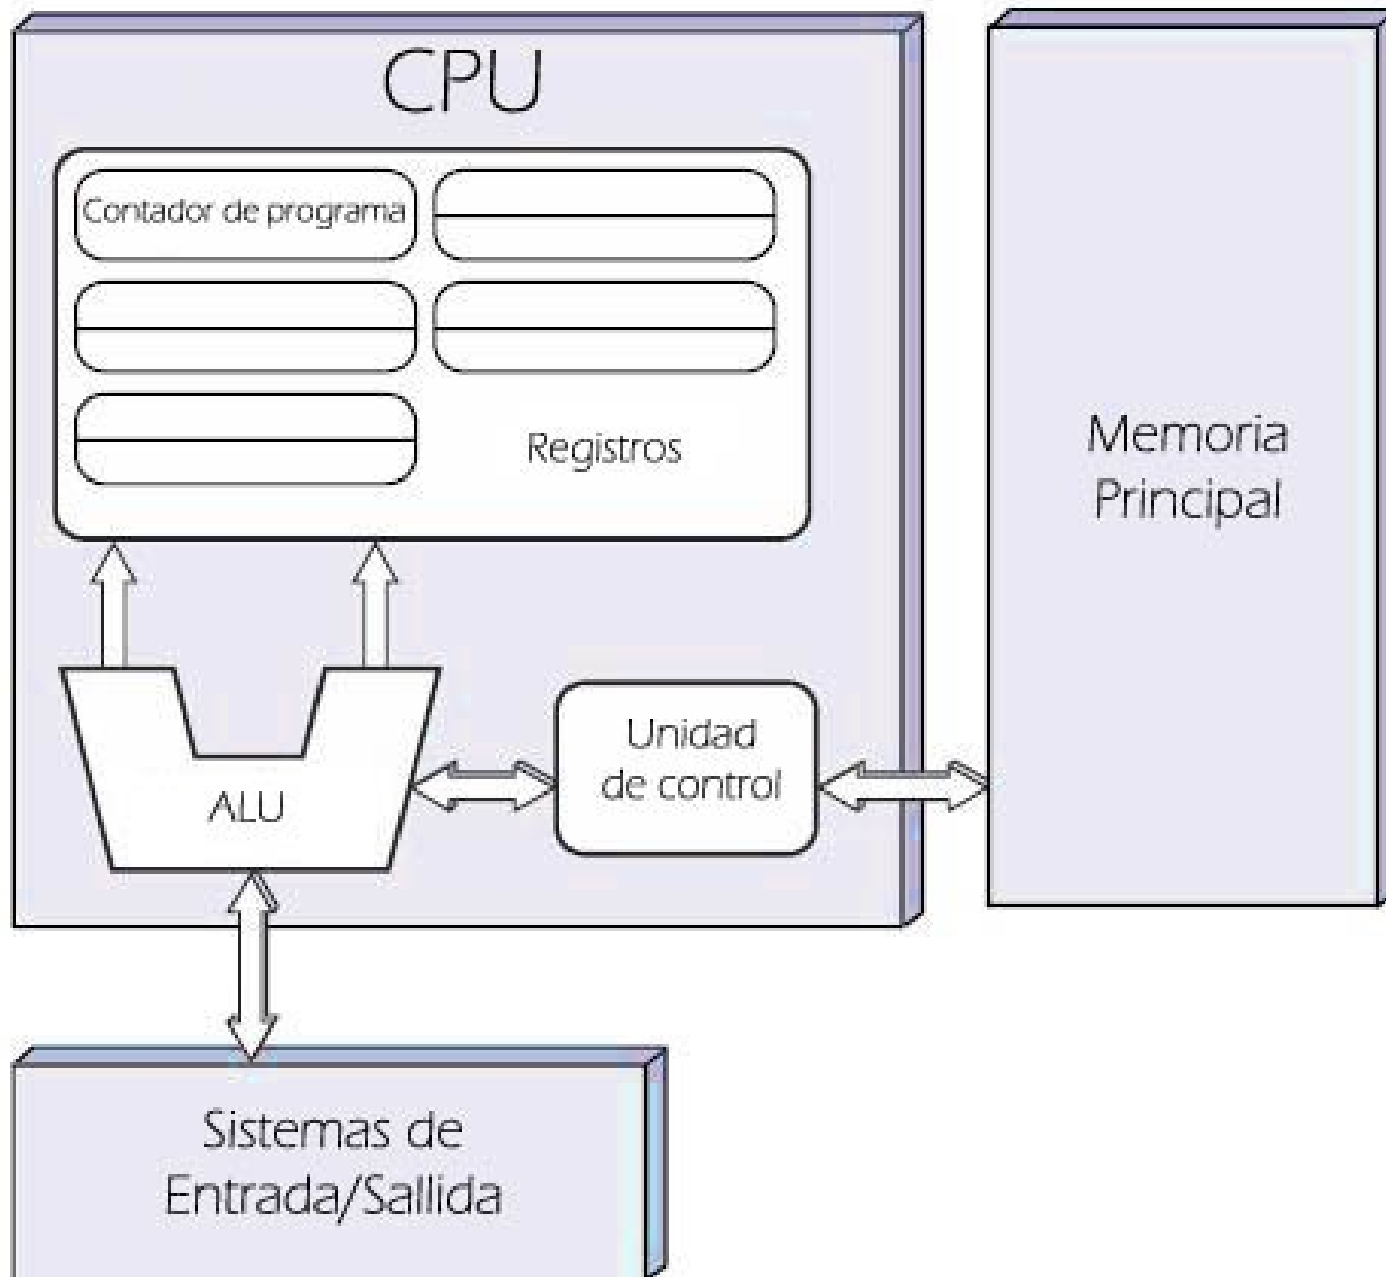 CPU
Contador de programa
Registros
Memoria
Principal
Unidad
de control
ALU
Sistemas de
Entrada/Sallida